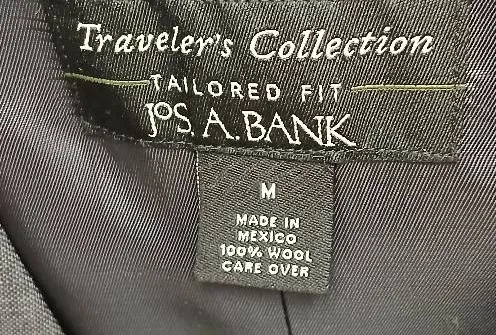 Traveler's Collection
TAILORED FIT
JOS. A. BANK
M
MADE IN
MEXICO
100% WOOL
CARE OVER